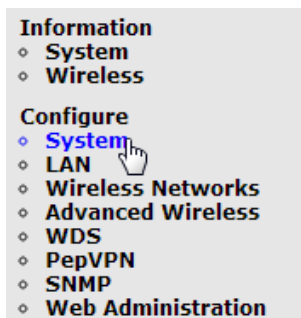 Information
System
Wireless
Configure
System
LAN
Wireless Networks
Advanced Wireless
WDS
PepVPN
SNMP
Web Administration